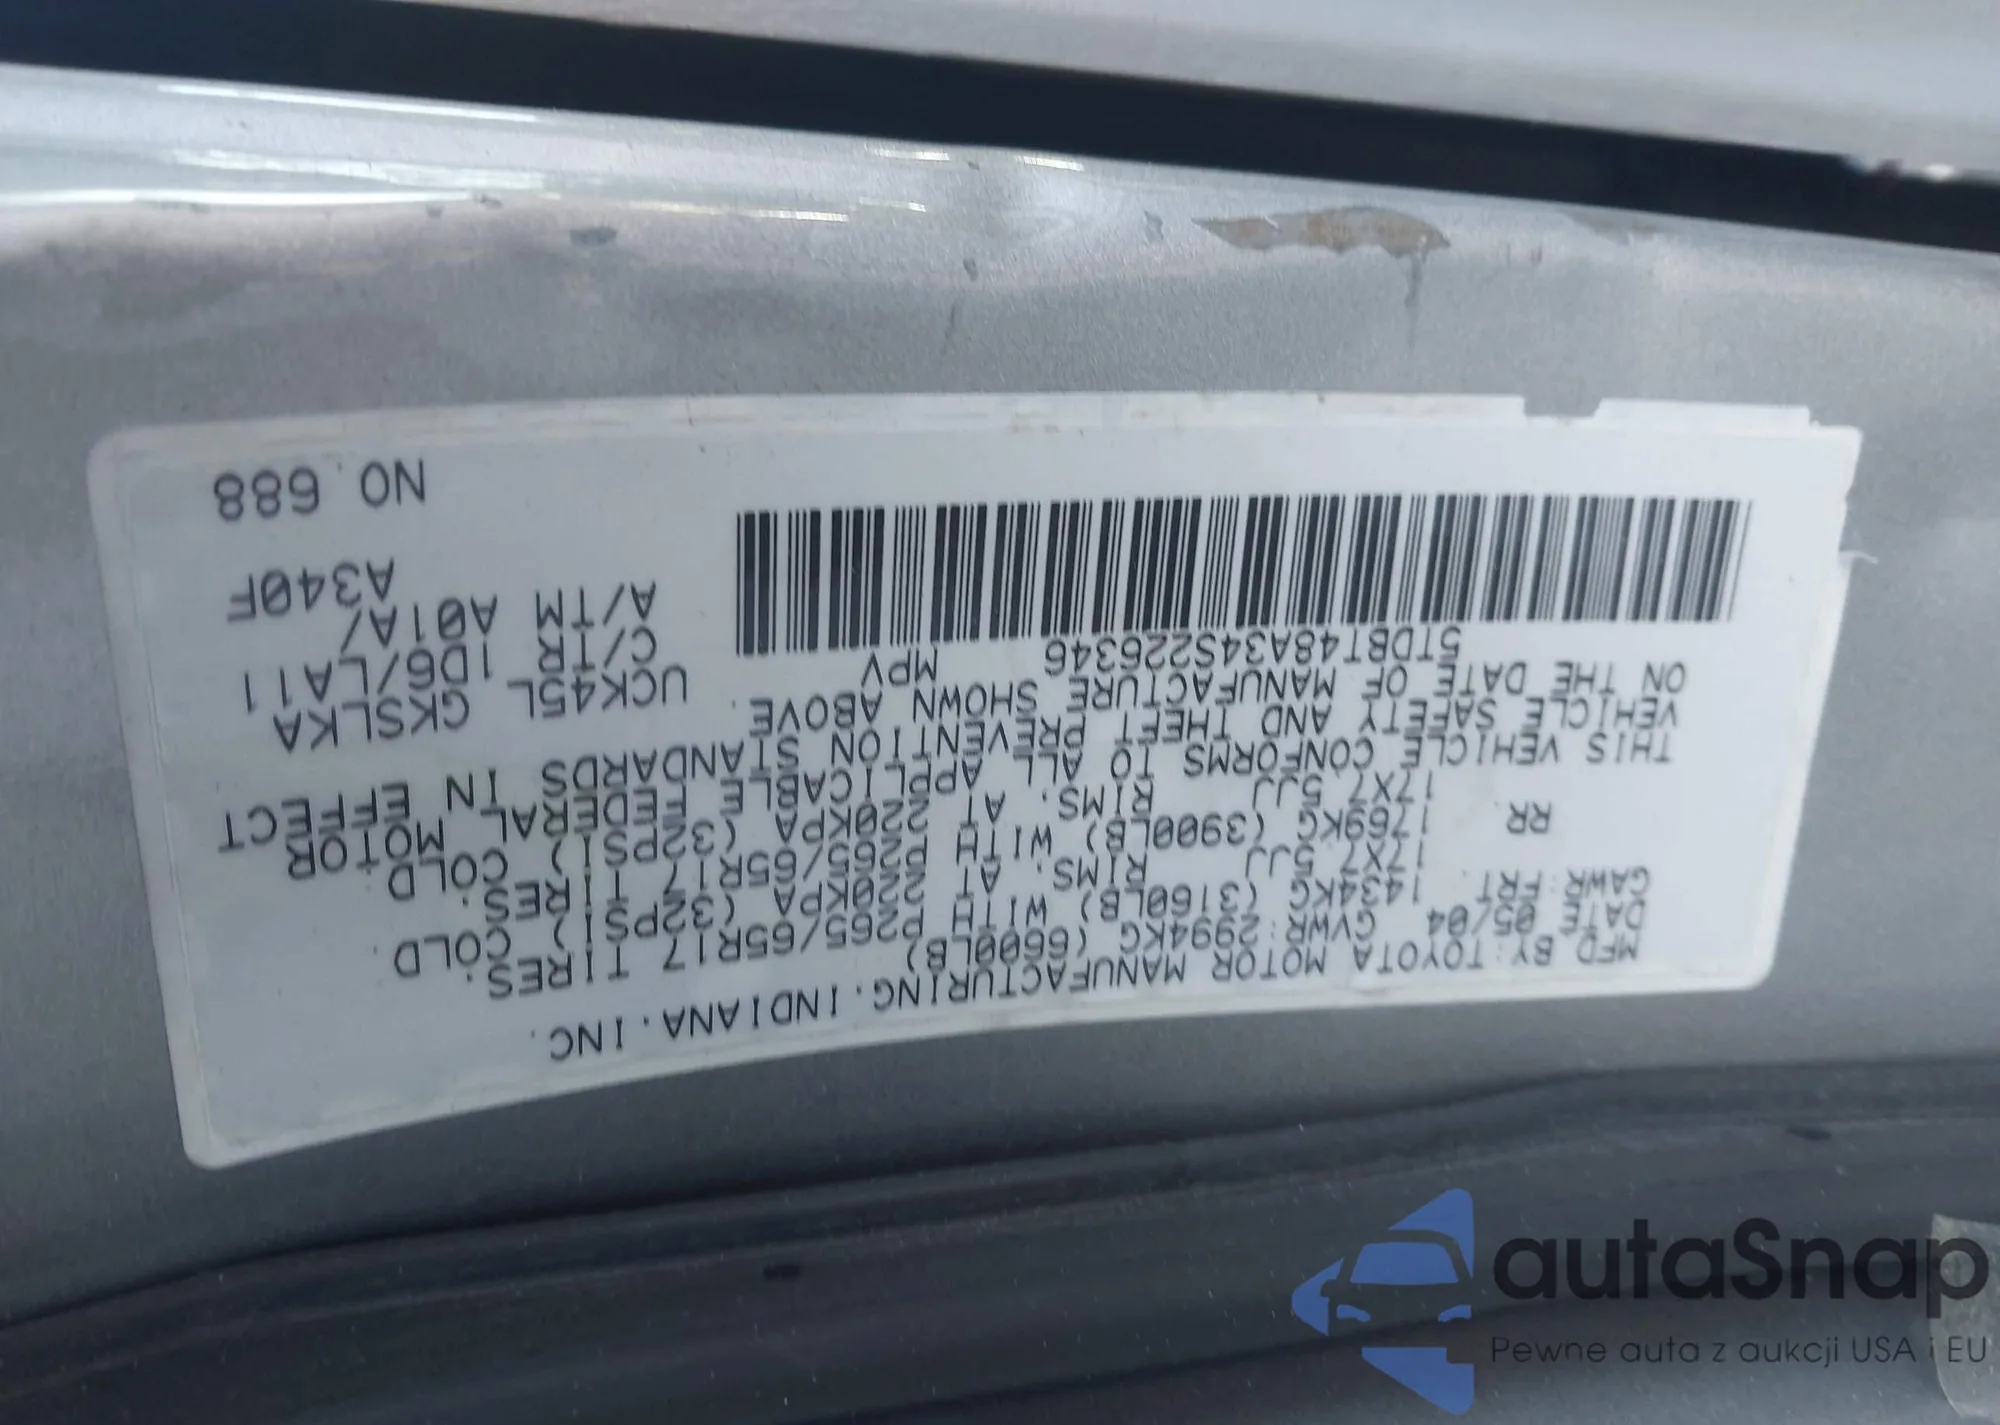 MFD BY:TOYOTA MOTOR MANUFACTURING.INDIANA.INC.
DATE 05/04 GVWR:2994KG (6600LB)
GAWR:FRT. 1434KG (3160LB) WITH P265/65R17 TIRES.
17X7.5JJ RIMS. AT 220KPA (32PSI) COLD.
RR. 1769KG (3900LB) WITH P265/65R17 TIRES.
17X7.5JJ RIMS. AT 220KPA (32PSI) COLD.
THIS VEHICLE CONFORMS TO ALL APPLICABLE FEDERAL MOTOR
VEHICLE SAFETY AND THEFT PREVENTION STANDARDS IN EFFECT
ON THE DATE OF MANUFACTURE SHOWN ABOVE.
5TDBT48A34S226346 MPV
UCK45L GKSLKA
C/TR 1D6/LA11
A/TM A01A/
A340F
NO.688
autaSnap
Pewne auta z aukcji USA i EU